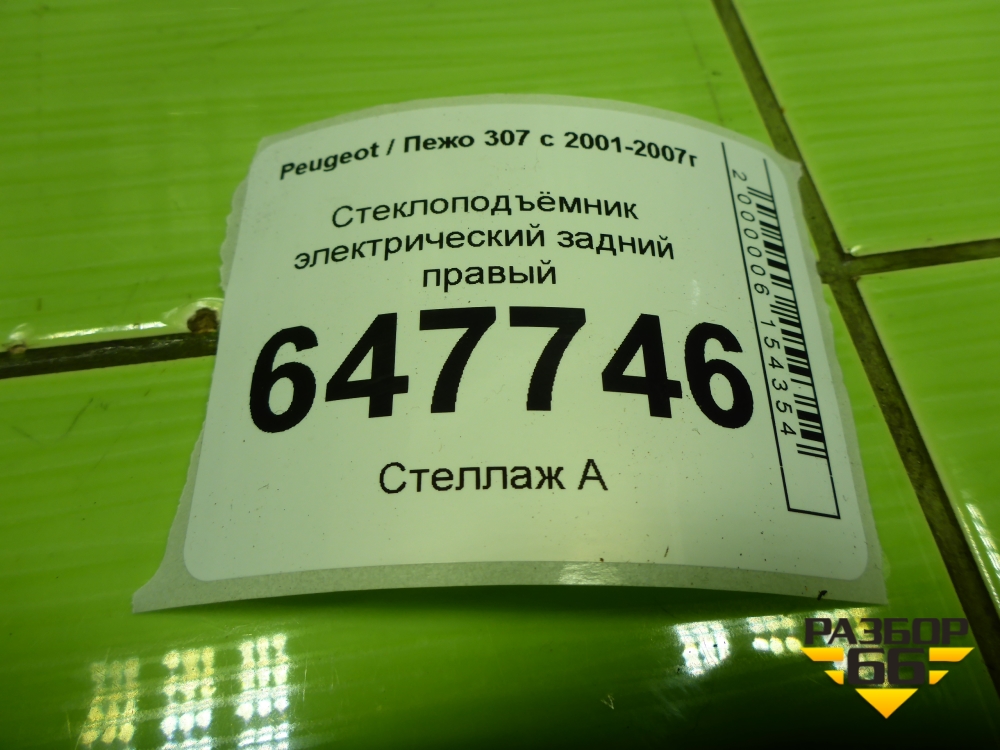 Peugeot / Пежо 307 с 2001-2007г
Стеклоподъёмник
электрический задний
правый
647746
Стеллаж А
2000006154354
РАЗБОР
66